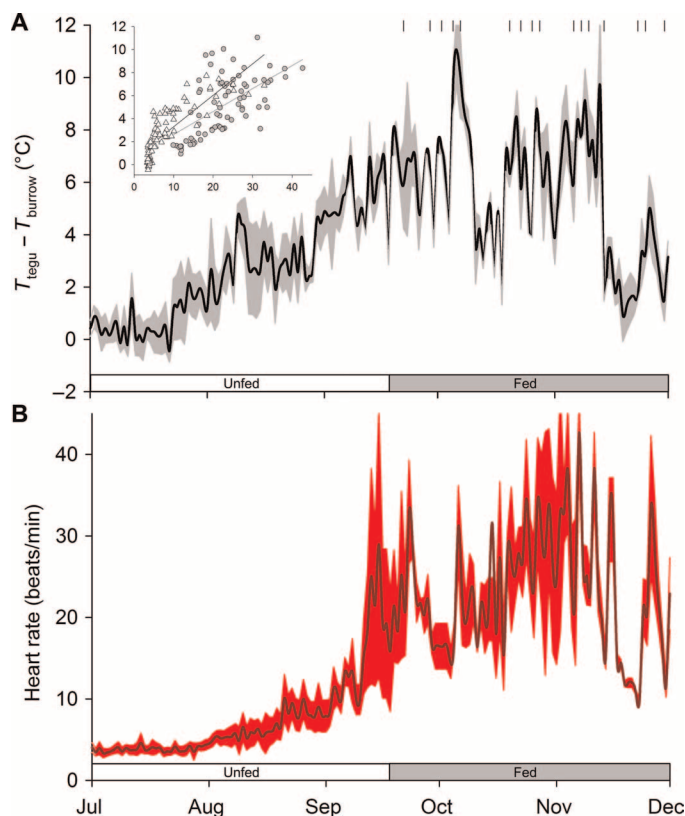 A
12
10
8
6
4
2
0
−2
T_tegu − T_burrow (°C)
12
10
8
6
4
2
0
0
10
20
30
40
Unfed
Fed
B
40
30
20
10
0
Heart rate (beats/min)
Unfed
Fed
Jul
Aug
Sep
Oct
Nov
Dec